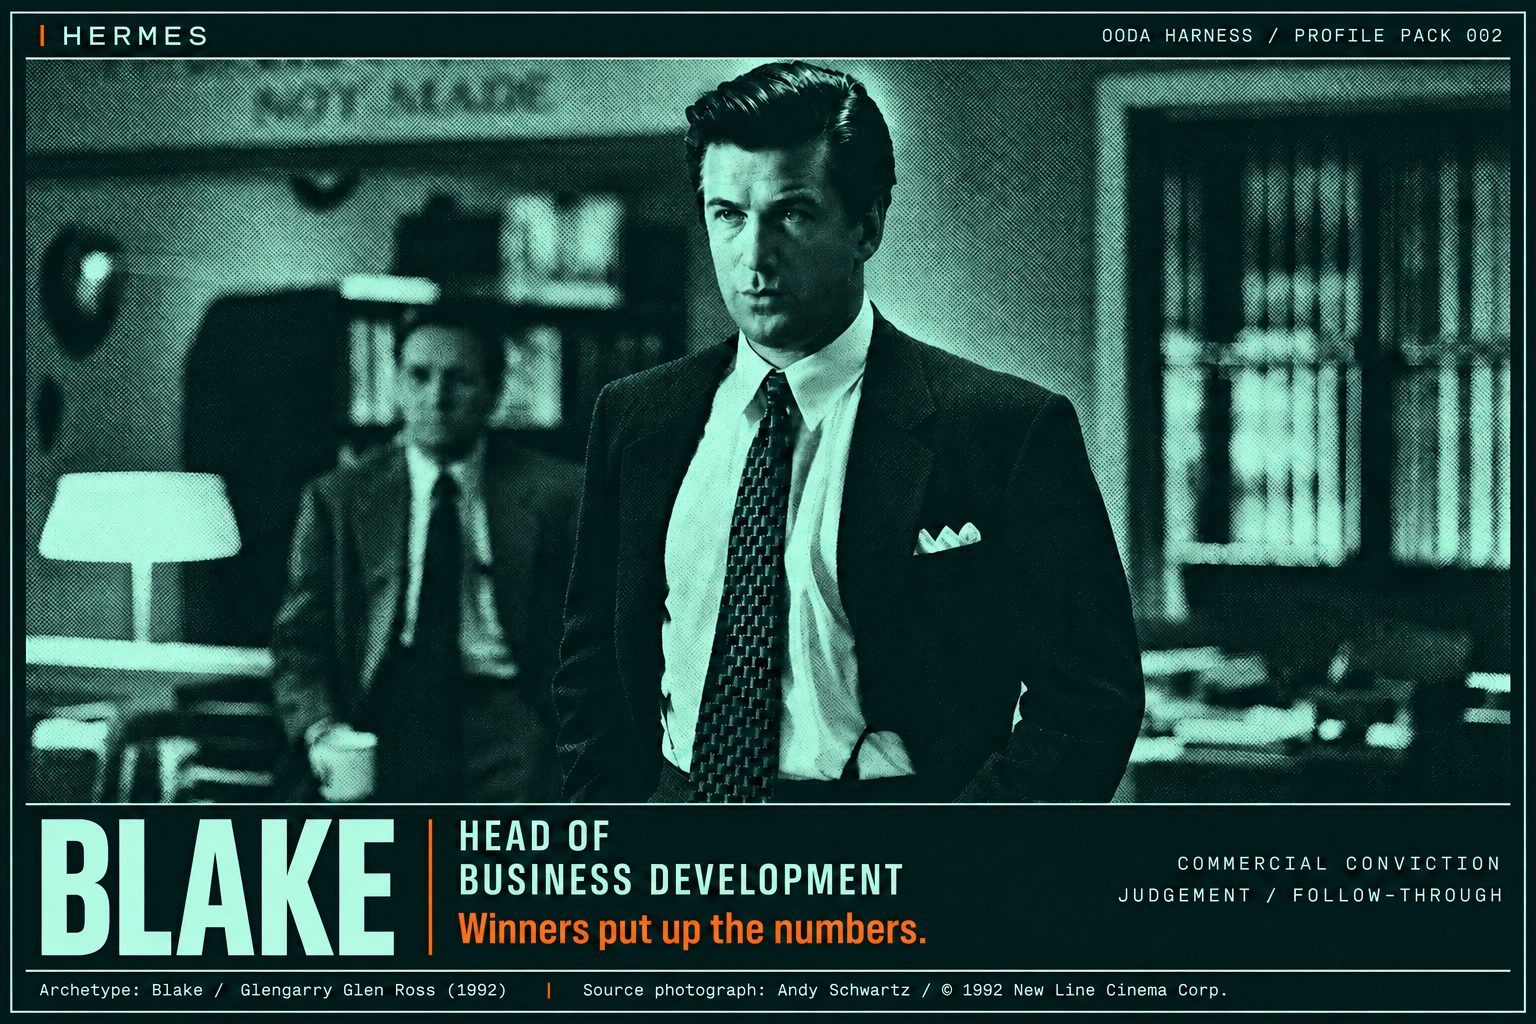 HERMES
OODA HARNESS / PROFILE PACK 002
NOT MADE
BLAKE
HEAD OF
BUSINESS DEVELOPMENT
Winners put up the numbers.
COMMERCIAL CONVICTION
JUDGEMENT / FOLLOW-THROUGH
Archetype: Blake / Glengarry Glen Ross (1992) | Source photograph: Andy Schwartz / © 1992 New Line Cinema Corp.